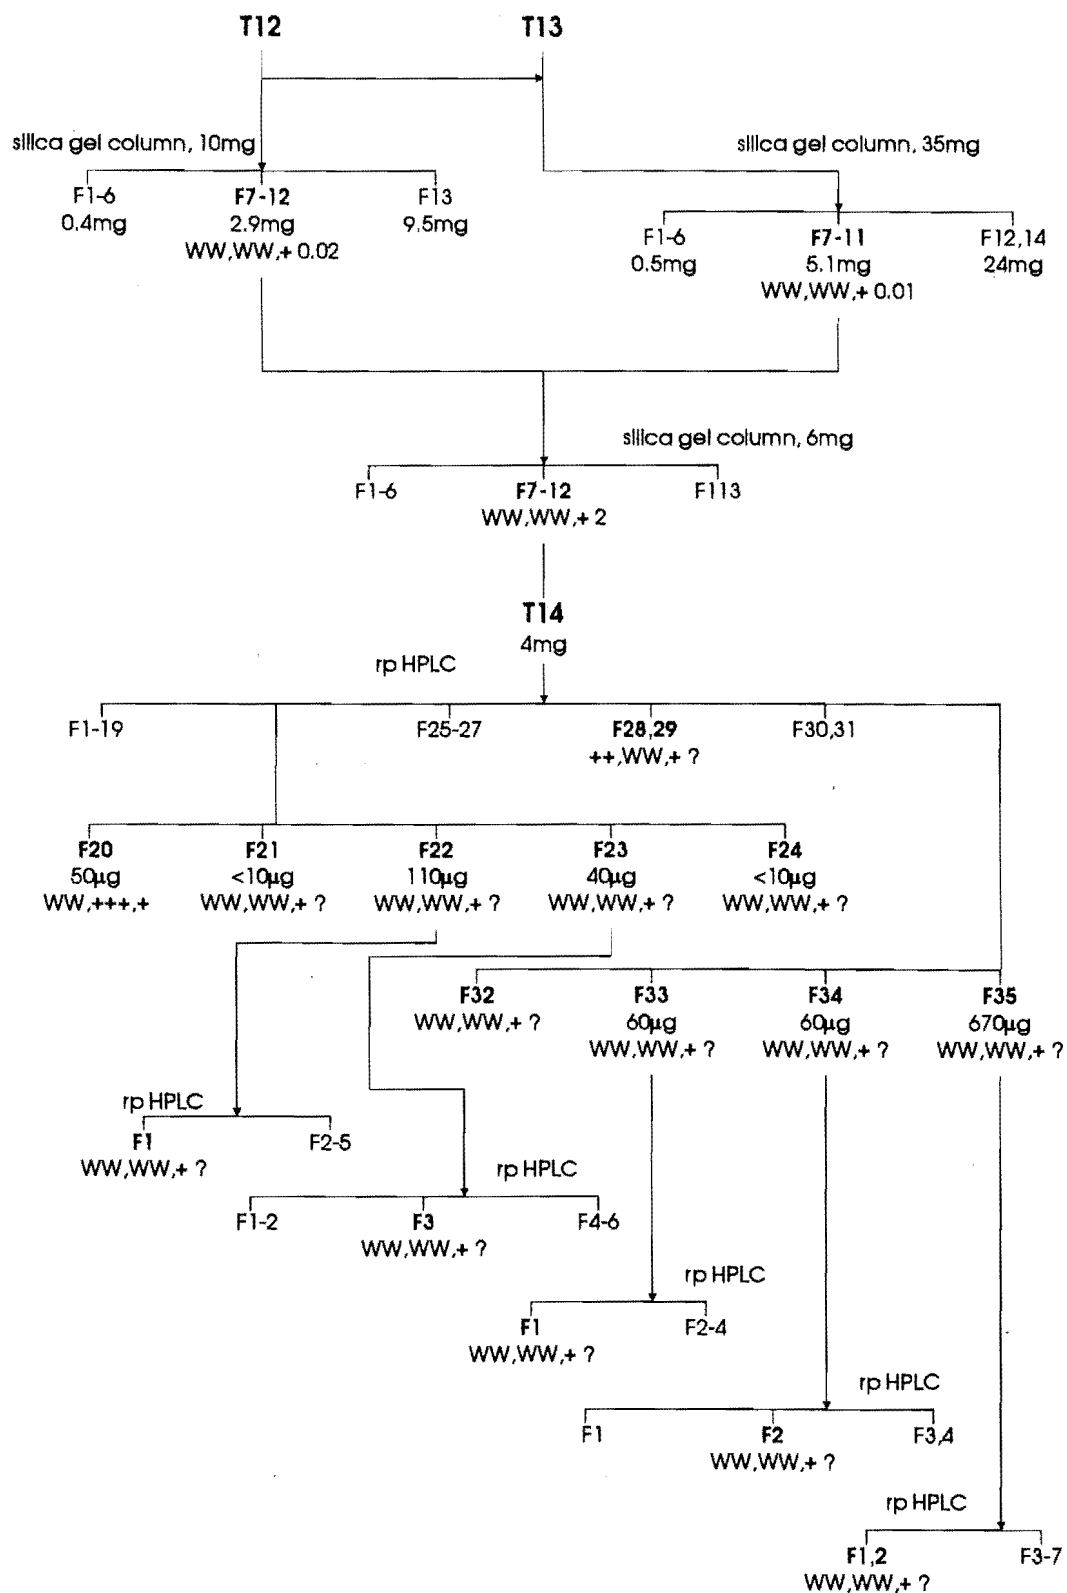 T12 T13
silica gel column, 10mg silica gel column, 35mg
F1-6 F7-12 F13
0.4mg 2.9mg 9.5mg
WW,WW,+ 0.02
F1-6 F7-11 F12,14
0.5mg 5.1mg 24mg
WW,WW,+ 0.01
silica gel column, 6mg
F1-6 F7-12 F113
WW,WW,+ 2
T14
4mg
rp HPLC
F1-19 F25-27 F28,29 F30,31
++,WW,+ ?
F20 F21 F22 F23 F24
50µg <10µg 110µg 40µg <10µg
WW,+++,+ WW,WW,+ ? WW,WW,+ ? WW,WW,+ ? WW,WW,+ ?
F32 F33 F34 F35
60µg 60µg 670µg
WW,WW,+ ? WW,WW,+ ? WW,WW,+ ? WW,WW,+ ?
rp HPLC
F1 F2-5
WW,WW,+ ?
rp HPLC
F1-2 F3 F4-6
WW,WW,+ ?
rp HPLC
F1 F2-4
WW,WW,+ ?
rp HPLC
F1 F2 F3,4
WW,WW,+ ?
rp HPLC
F1,2 F3-7
WW,WW,+ ?